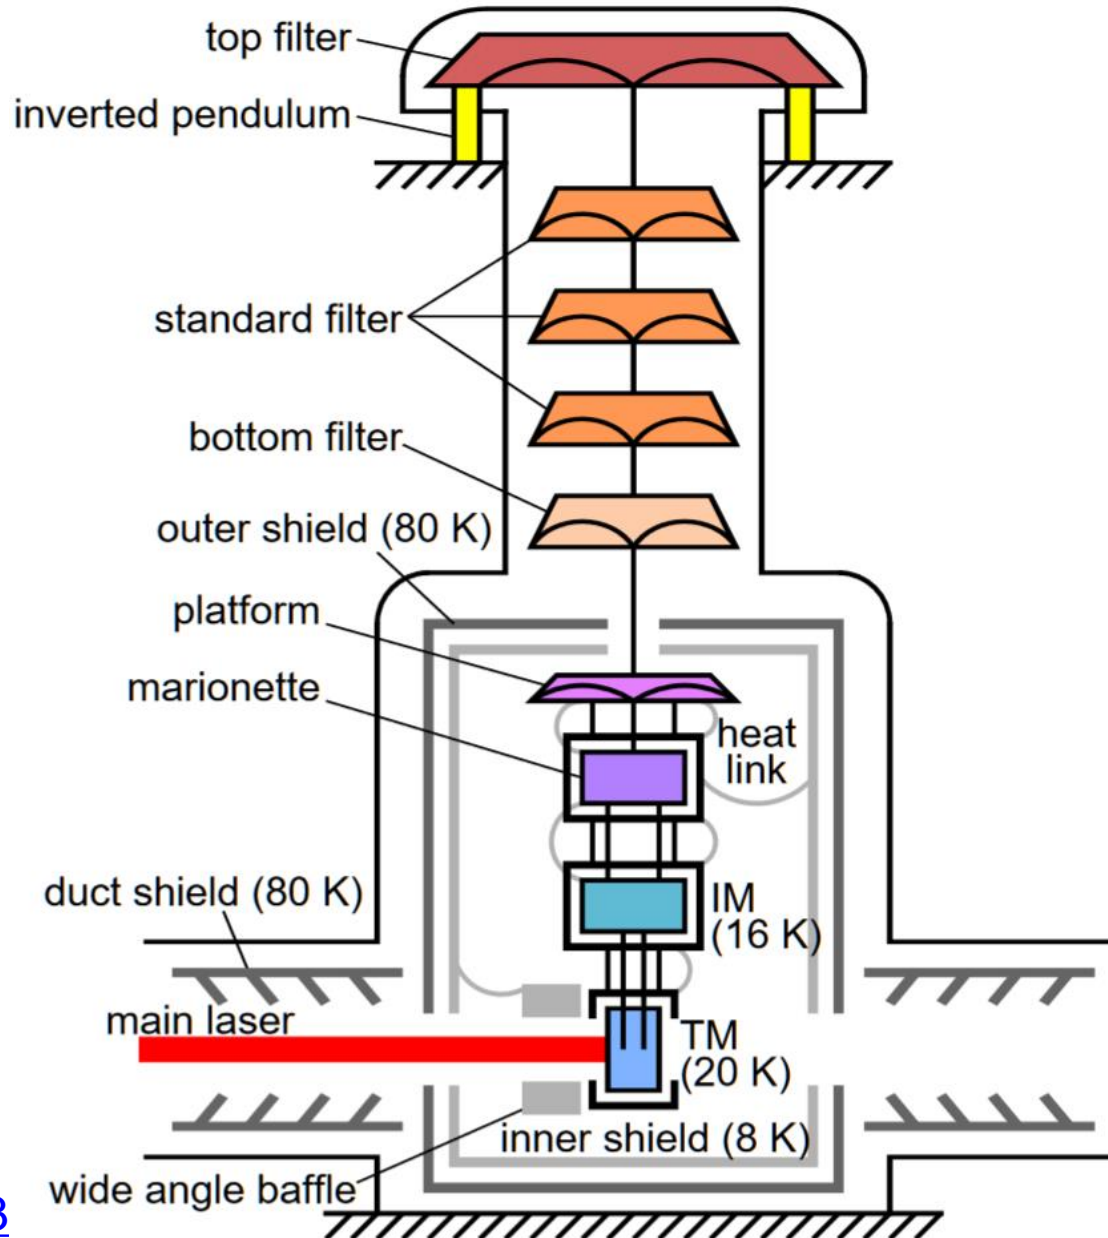 top filter
inverted pendulum
standard filter
bottom filter
outer shield (80 K)
platform
marionette
heat
link
duct shield (80 K)
IM
(16 K)
main laser
TM
(20 K)
inner shield (8 K)
wide angle baffle